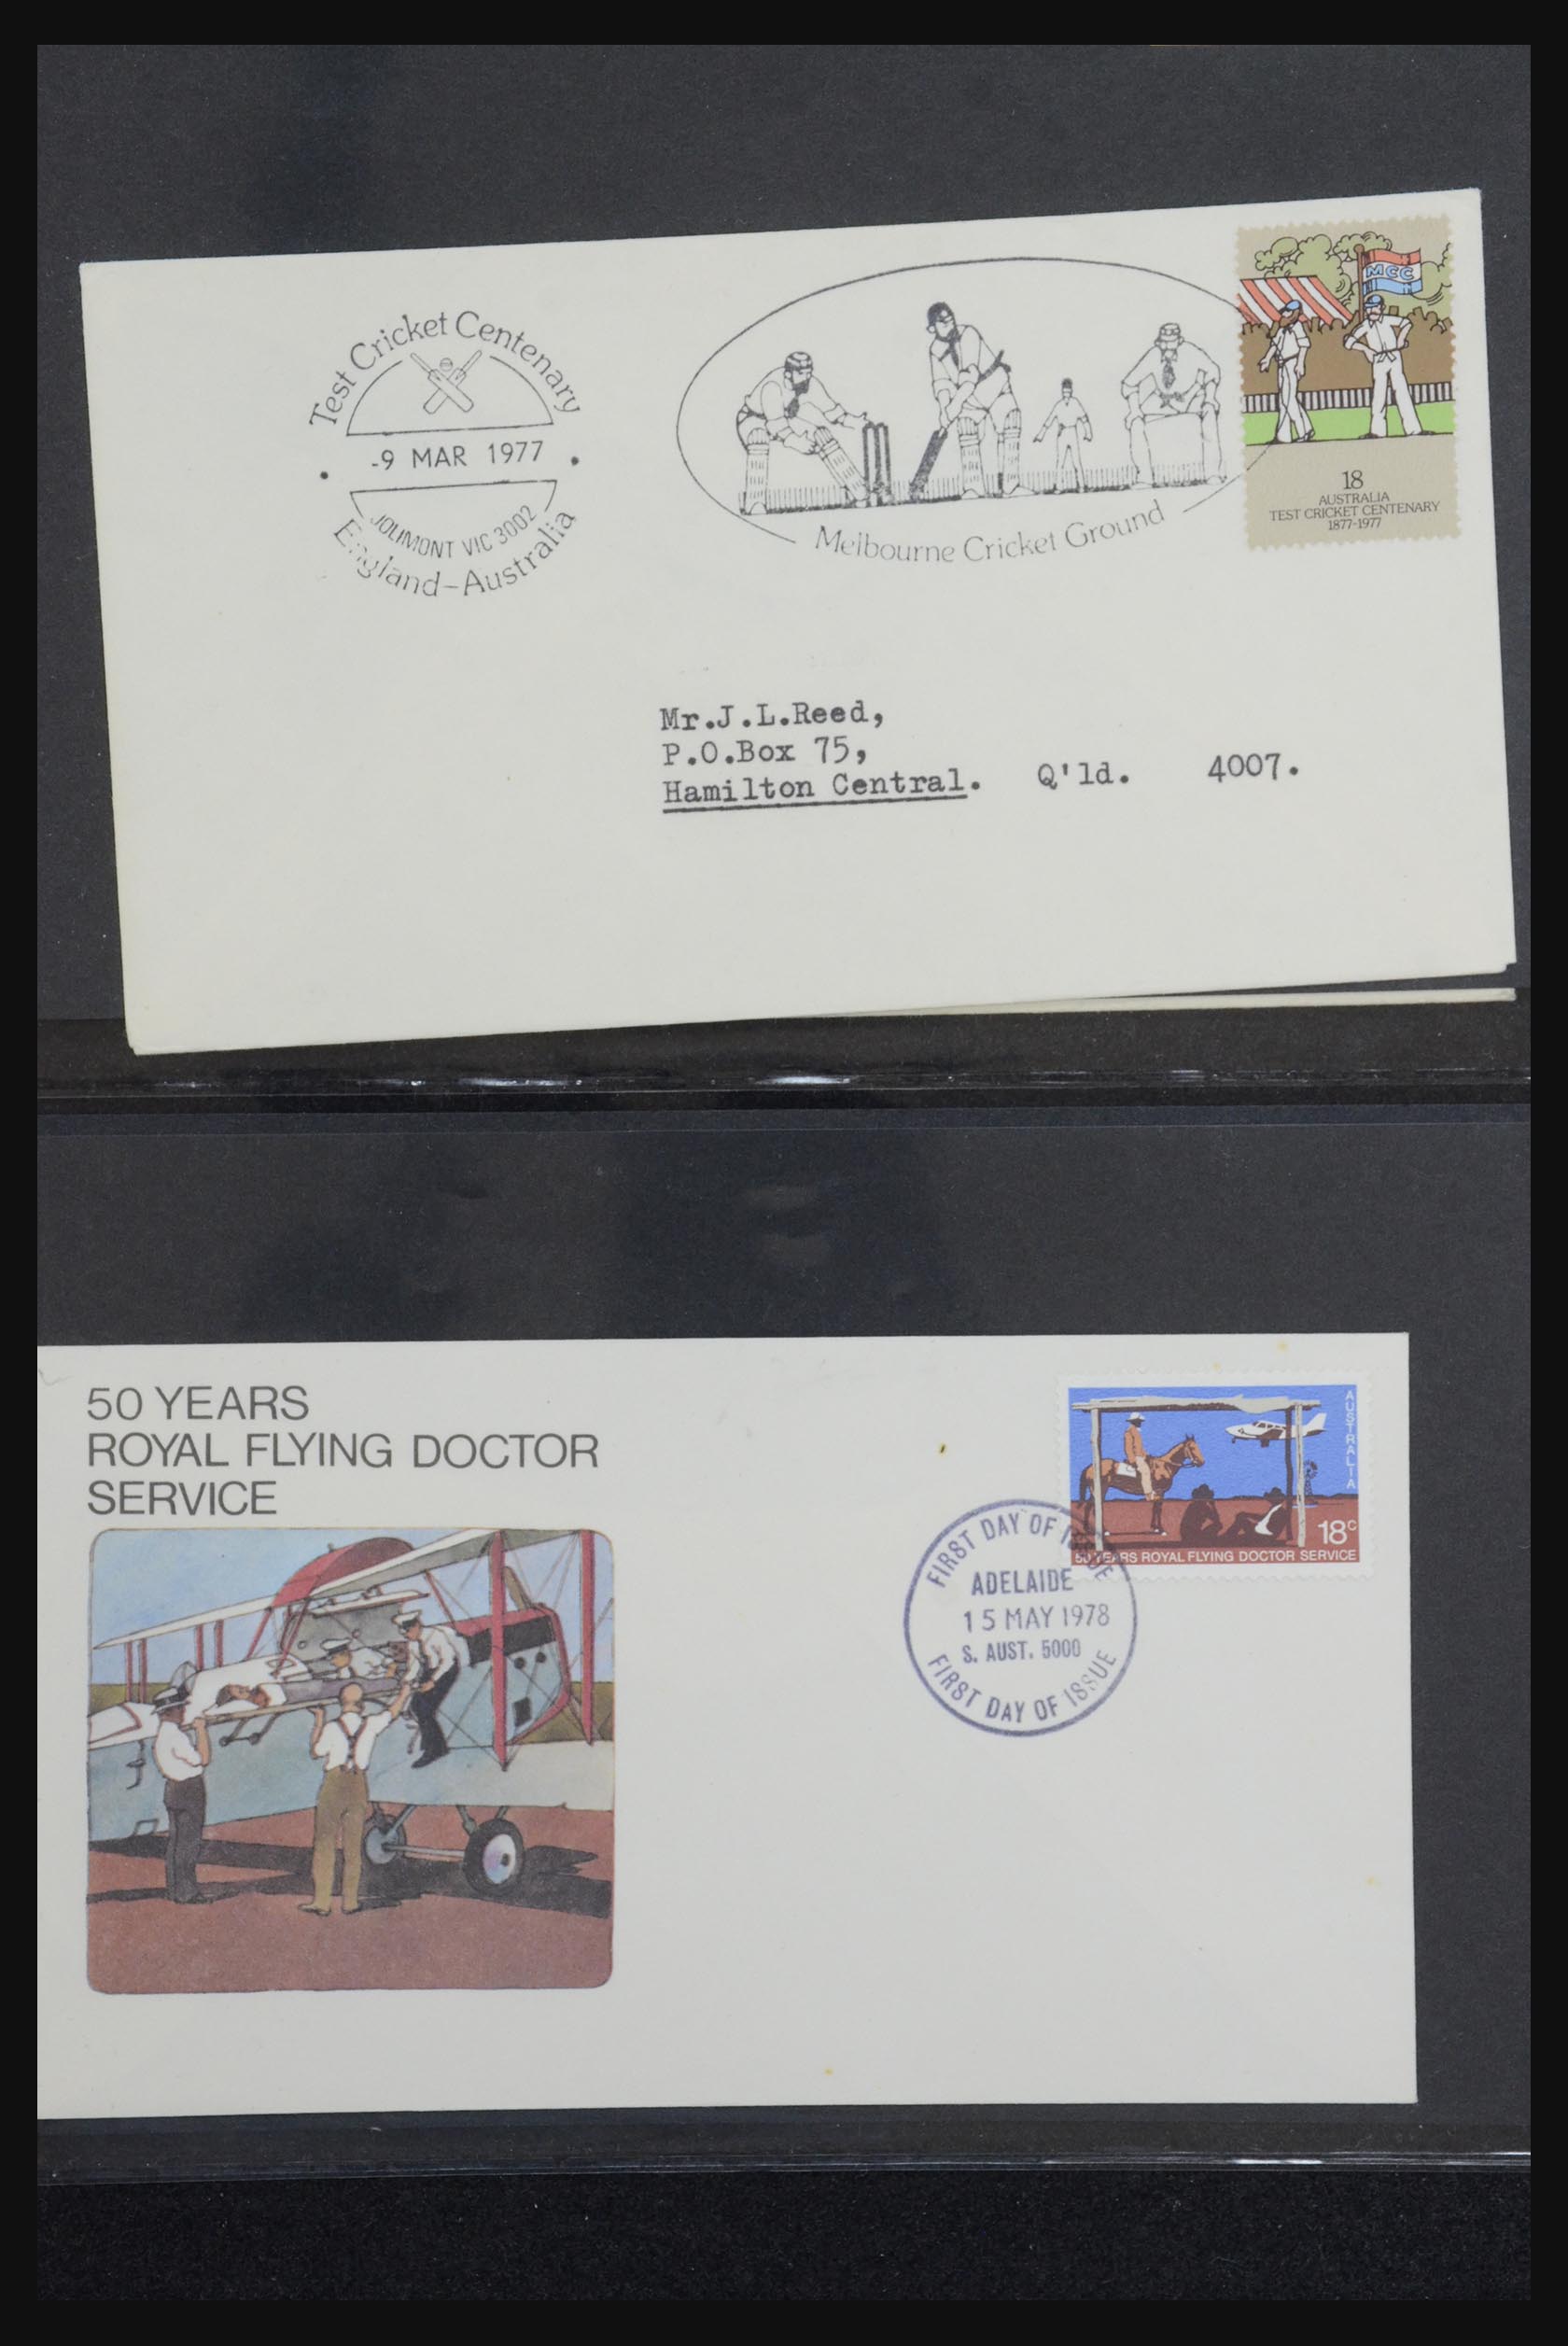 Test Cricket Centenary
-9 MAR 1977
JOLIMONT VIC 3002
England-Australia
Melbourne Cricket Ground
MCC
18
AUSTRALIA
TEST CRICKET CENTENARY
1877-1977
Mr.J.L.Reed,
P.O.Box 75,
Hamilton Central. Q'ld. 4007.
50 YEARS
ROYAL FLYING DOCTOR
SERVICE
AUSTRALIA
18c
50 YEARS ROYAL FLYING DOCTOR SERVICE
FIRST DAY OF ISSUE
ADELAIDE
15 MAY 1978
S. AUST. 5000
FIRST DAY OF ISSUE